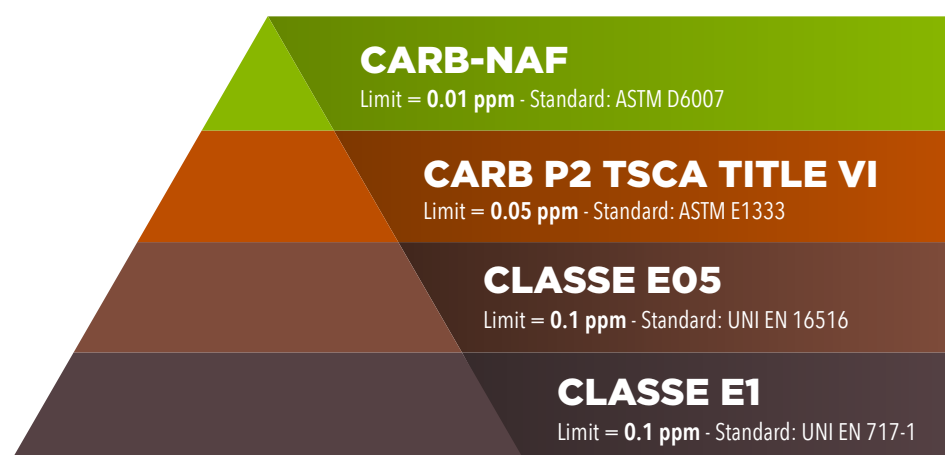 CARB-NAF
Limit = 0.01 ppm - Standard: ASTM D6007
CARB P2 TSCA TITLE VI
Limit = 0.05 ppm - Standard: ASTM E1333
CLASSE E05
Limit = 0.1 ppm - Standard: UNI EN 16516
CLASSE E1
Limit = 0.1 ppm - Standard: UNI EN 717-1